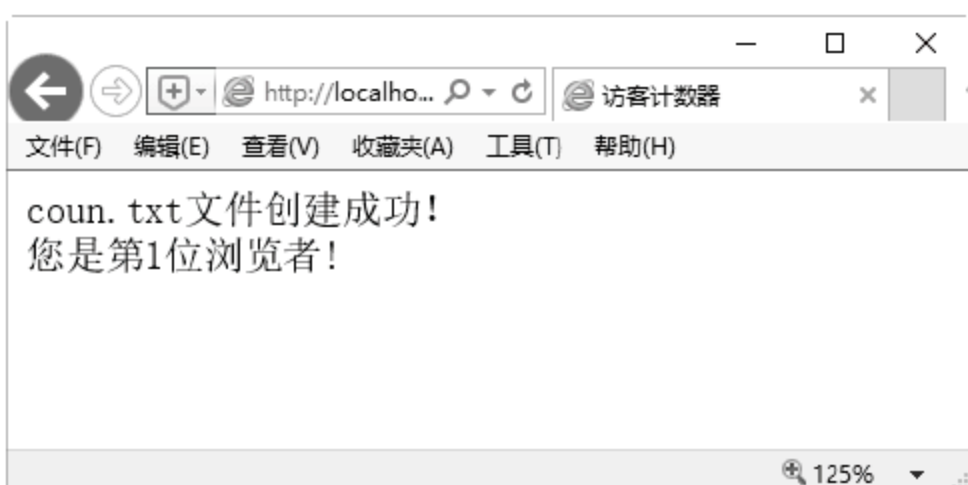 http://localho...
访客计数器
文件(F) 编辑(E) 查看(V) 收藏夹(A) 工具(T) 帮助(H)
coun.txt文件创建成功!
您是第1位浏览者!
125%